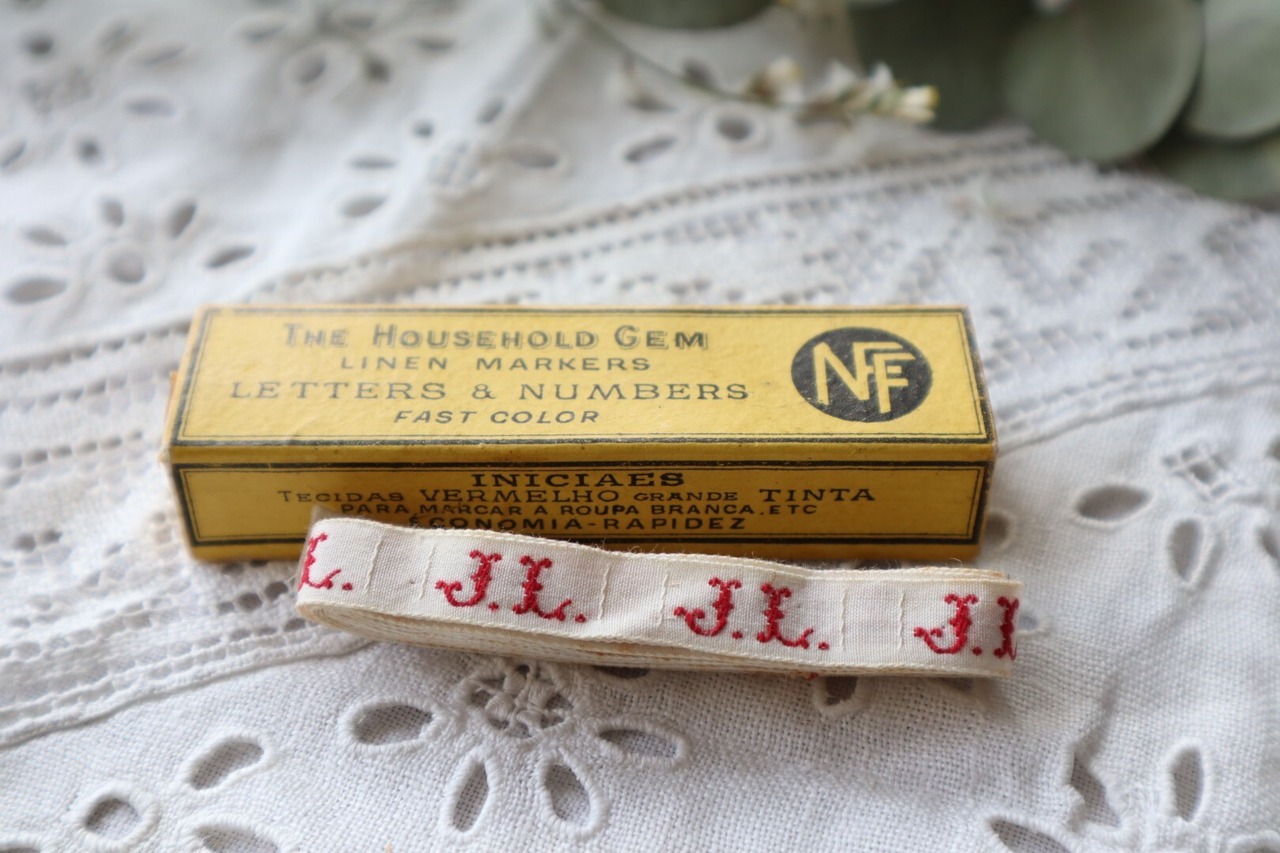 THE HOUSEHOLD GEM
LINEN MARKERS
LETTERS & NUMBERS
FAST COLOR
NFF
INICIAES
TECIDAS VERMELHO GRANDE TINTA
PARA MARCAR A ROUPA BRANCA. ETC
ECONOMIA-RAPIDEZ
L. J.L. J.L. J.L